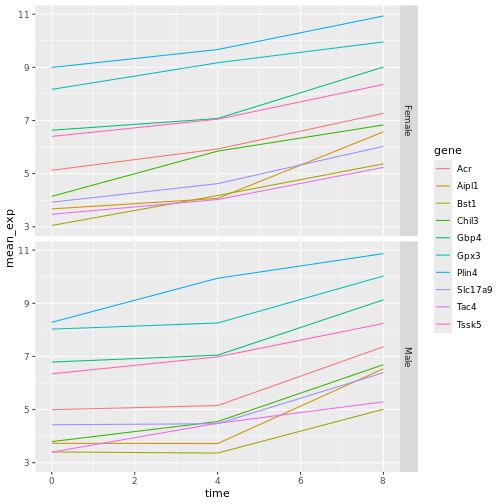 11
9
7
5
3
Female
11
9
7
5
3
Male
0
2
4
6
8
time
mean_exp
gene
Acr
Aipl1
Bst1
Chil3
Gbp4
Gpx3
Plin4
Slc17a9
Tac4
Tssk5